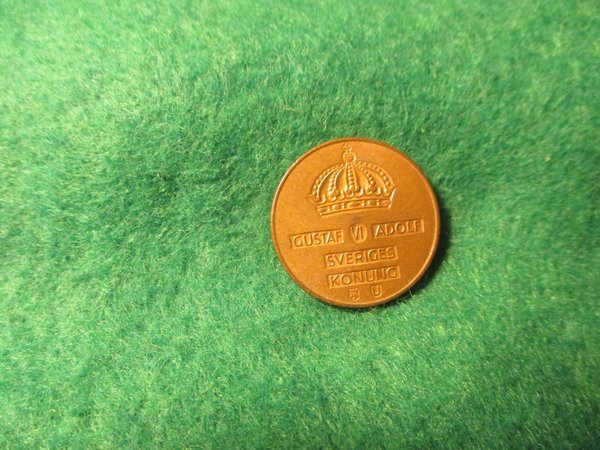 GUSTAF VI ADOLF
SVERIGES
KONUNG
U